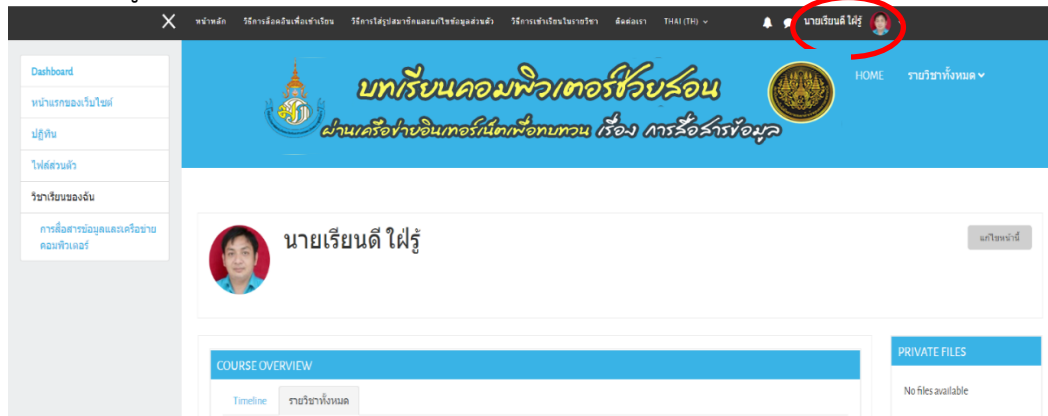 หน้าหลัก วิธีการล็อคอินเพื่อเข้าเรียน วิธีการใส่รูปสมาชิกและแก้ไขข้อมูลส่วนตัว วิธีการเข้าเรียนในรายวิชา ติดต่อเรา THAI (TH)
นายเรียนดี ใฝ่รู้
Dashboard
หน้าแรกของเว็บไซต์
ปฏิทิน
ไฟล์ส่วนตัว
วิชาเรียนของฉัน
การสื่อสารข้อมูลและเครือข่าย
คอมพิวเตอร์
บทเรียนคอมพิวเตอร์ช่วยสอน
ผ่านเครือข่ายอินเทอร์เน็ตเพื่อทบทวน เรื่อง การสื่อสารข้อมูล
HOME รายวิชาทั้งหมด
นายเรียนดี ใฝ่รู้
แก้ไขหน้านี้
COURSE OVERVIEW
Timeline รายวิชาทั้งหมด
PRIVATE FILES
No files available